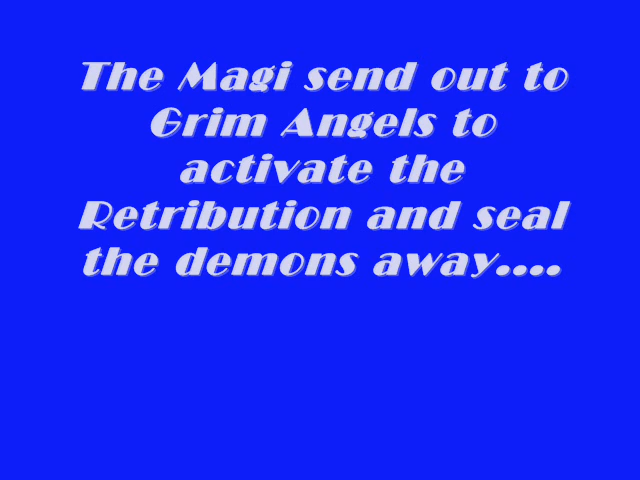 The Magi send out to
Grim Angels to
activate the
Retribution and seal
the demons away....